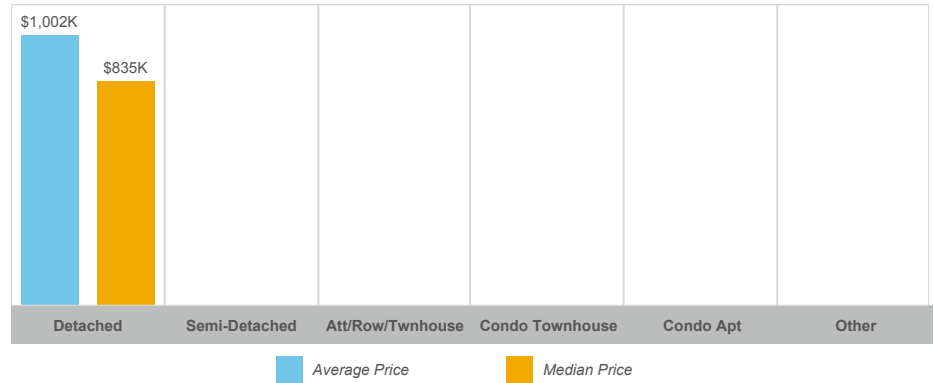 $1,002K
$835K
Detached Semi-Detached Att/Row/Twnhouse Condo Townhouse Condo Apt Other
Average Price Median Price